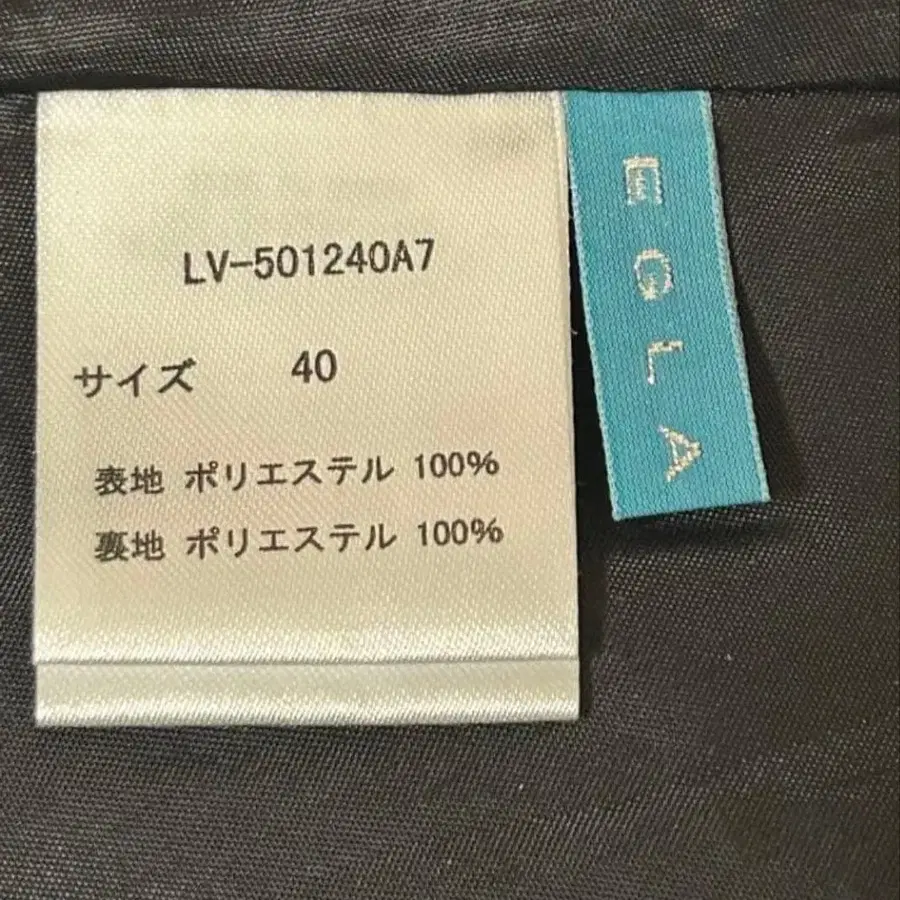 LV-501240A7
サイズ 40
表地 ポリエステル 100%
裏地 ポリエステル 100%
EGLA